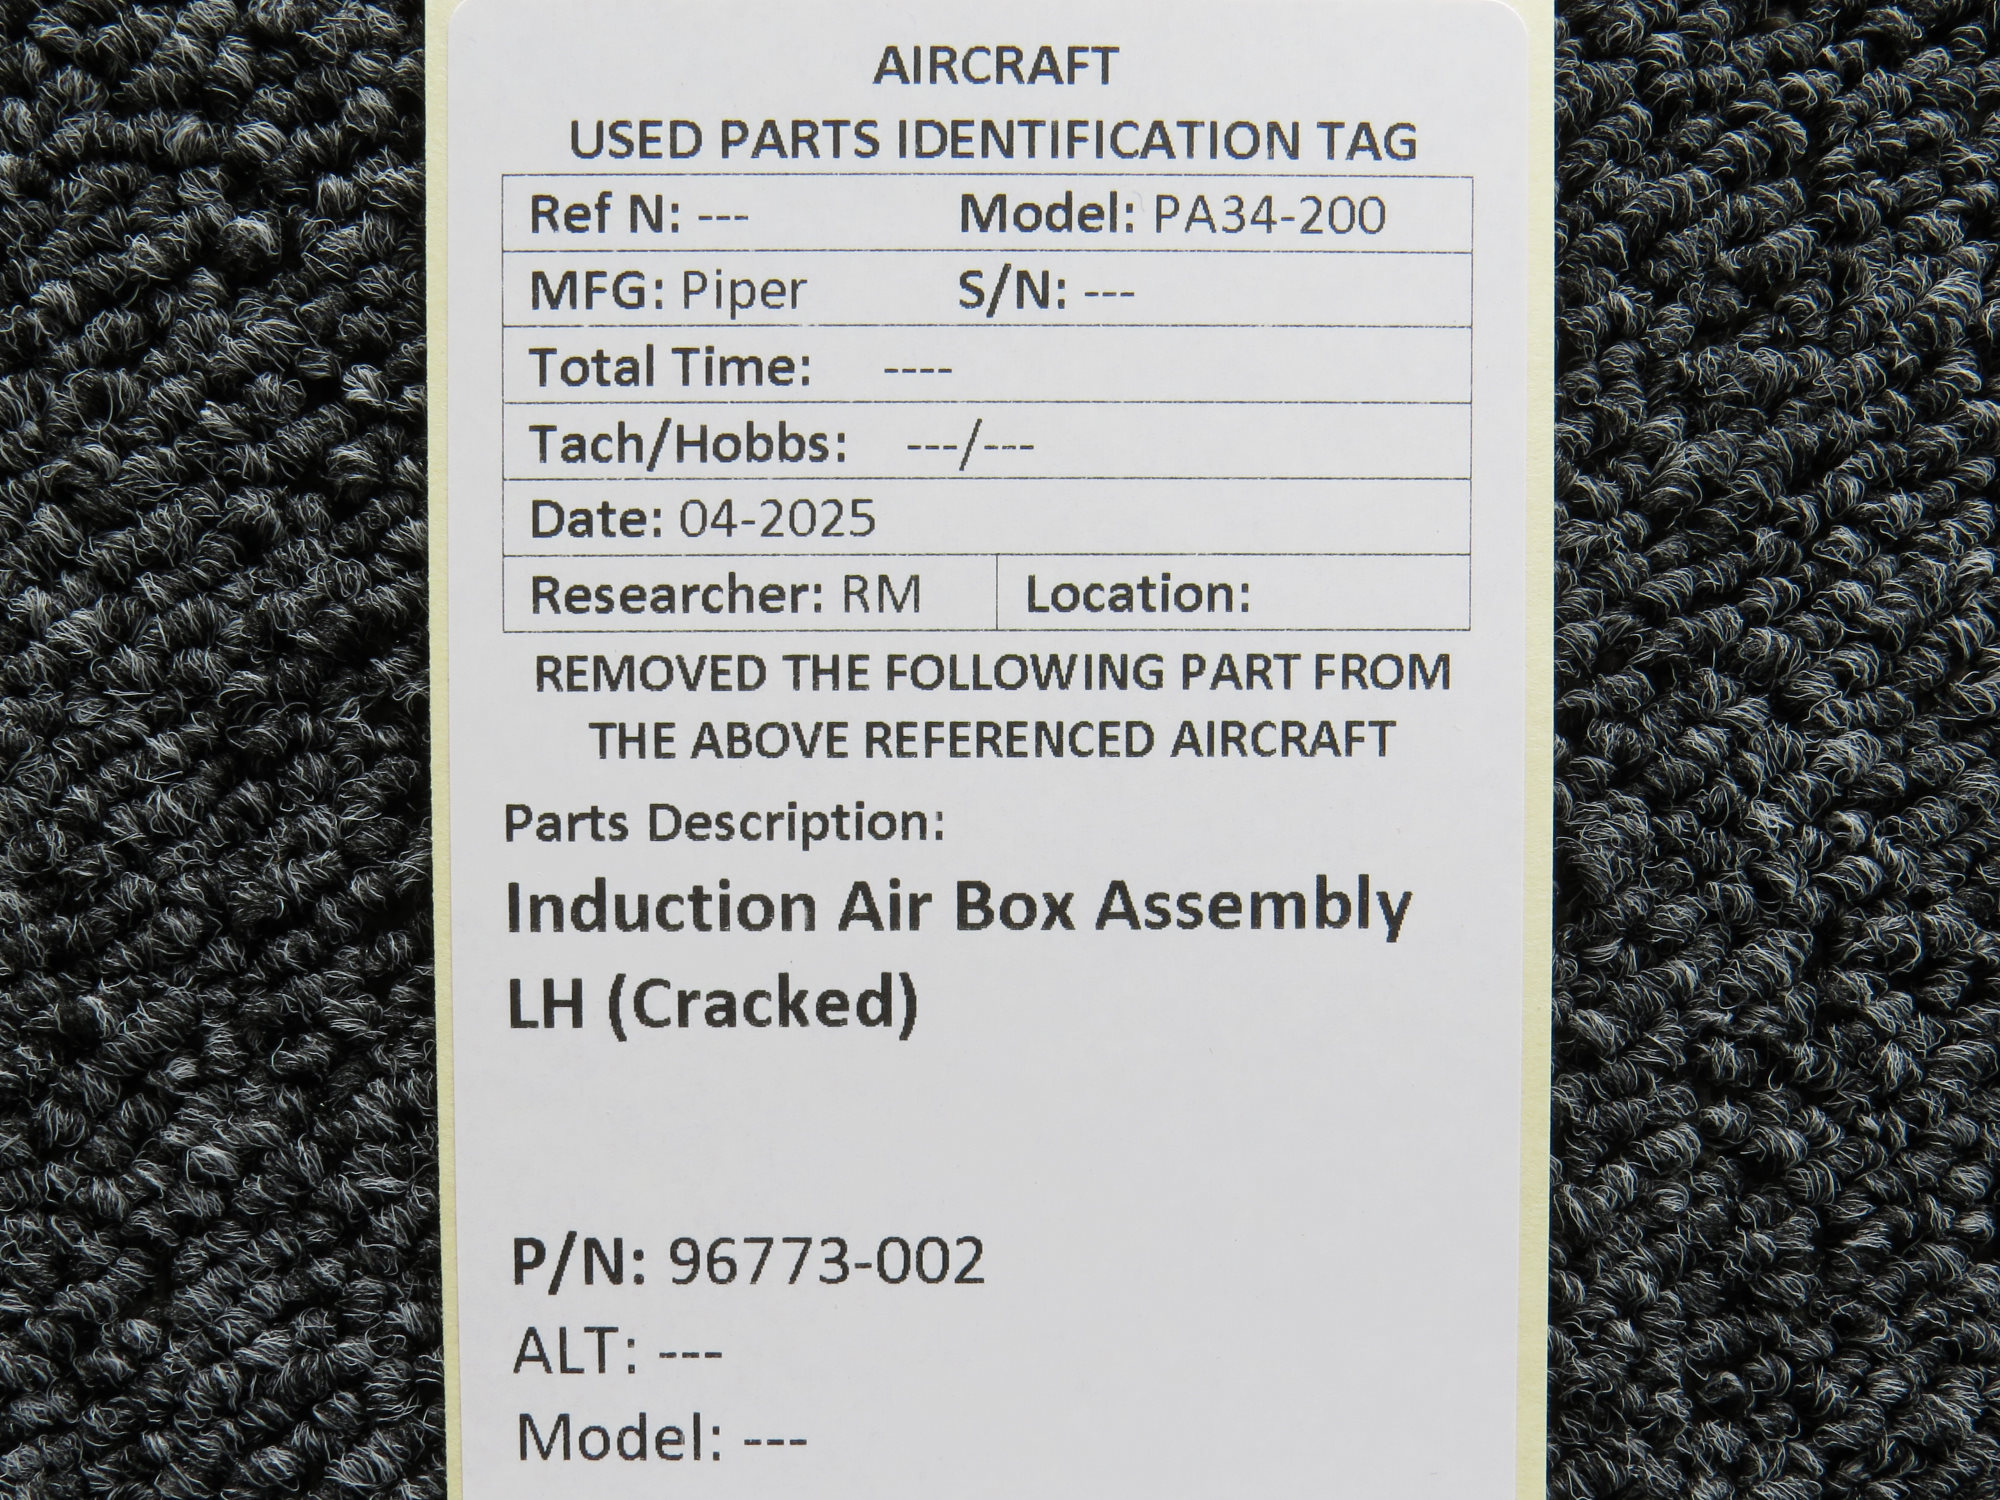 AIRCRAFT
USED PARTS IDENTIFICATION TAG
Ref N: --- Model: PA34-200
MFG: Piper S/N: ---
Total Time: ----
Tach/Hobbs: ---/---
Date: 04-2025
Researcher: RM Location:
REMOVED THE FOLLOWING PART FROM
THE ABOVE REFERENCED AIRCRAFT
Parts Description:
Induction Air Box Assembly
LH (Cracked)
P/N: 96773-002
ALT: ---
Model: ---